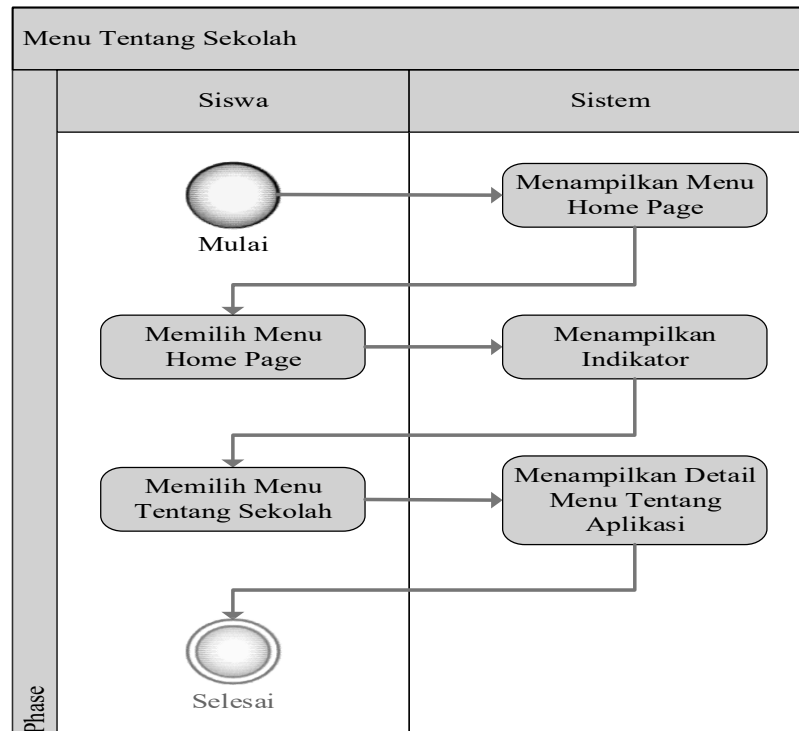 Menu Tentang Sekolah
Siswa
Sistem
Mulai
Menampilkan Menu
Home Page
Memilih Menu
Home Page
Menampilkan
Indikator
Memilih Menu
Tentang Sekolah
Menampilkan Detail
Menu Tentang
Aplikasi
Selesai
Phase